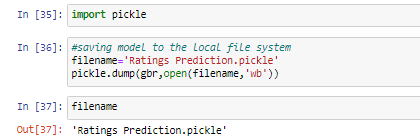 In [35]: import pickle
In [36]: #saving model to the local file system
filename='Ratings Prediction.pickle'
pickle.dump(gbr,open(filename,'wb'))
In [37]: filename
Out[37]: 'Ratings Prediction.pickle'